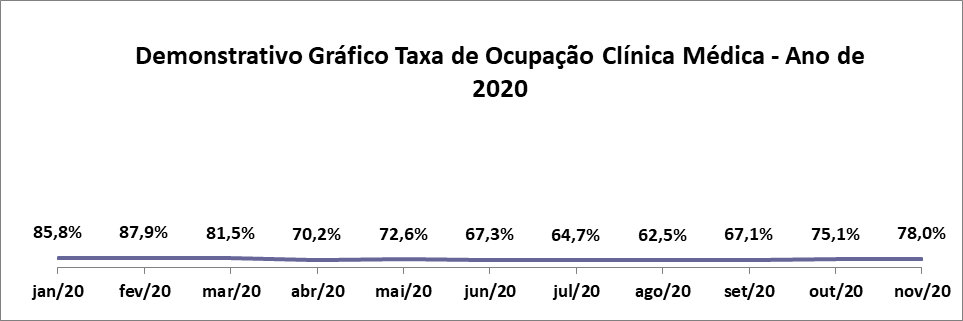 Demonstrativo Gráfico Taxa de Ocupação Clínica Médica - Ano de
2020
85,8% 87,9% 81,5% 70,2% 72,6% 67,3% 64,7% 62,5% 67,1% 75,1% 78,0%
jan/20 fev/20 mar/20 abr/20 mai/20 jun/20 jul/20 ago/20 set/20 out/20 nov/20